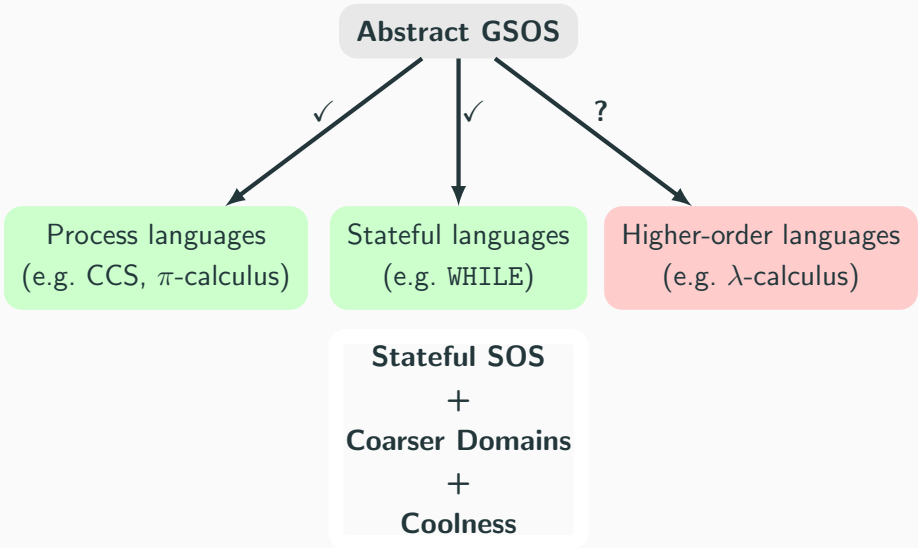 Abstract GSOS
✓ ✓ ?
Process languages
(e.g. CCS, π-calculus)
Stateful languages
(e.g. WHILE)
Higher-order languages
(e.g. λ-calculus)
Stateful SOS
+
Coarser Domains
+
Coolness